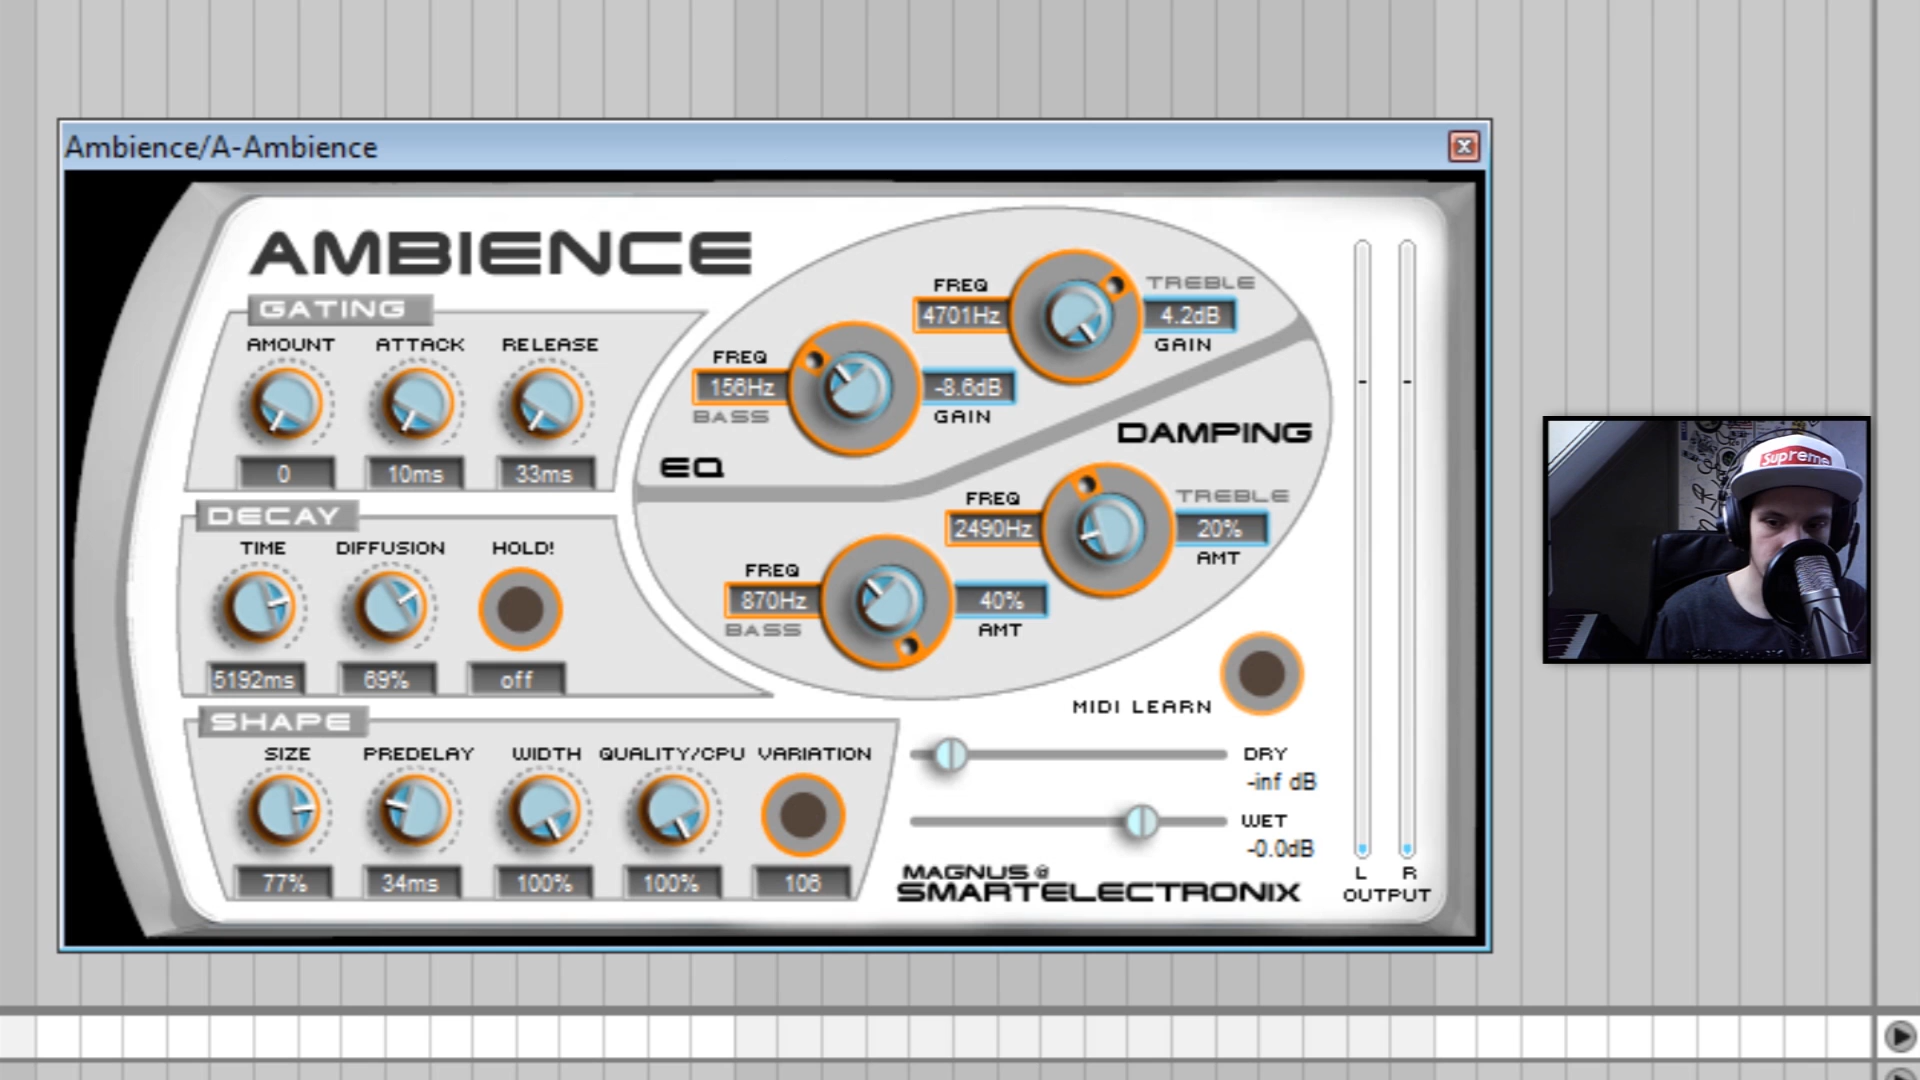 Ambience/A-Ambience
AMBIENCE
GATING
AMOUNT ATTACK RELEASE
0 10ms 33ms
DECAY
TIME DIFFUSION HOLD!
5192ms 69% off
SHAPE
SIZE PREDELAY WIDTH QUALITY/CPU VARIATION
77% 34ms 100% 100% 106
FREQ TREBLE
4701Hz 4.2dB
GAIN
FREQ
156Hz -8.6dB
BASS GAIN
EQ
DAMPING
FREQ TREBLE
2490Hz 20%
AMT
FREQ
870Hz 40%
BASS AMT
MIDI LEARN
DRY
-inf dB
WET
-0.0dB
MAGNUS @
SMARTELECTRONIX
L R
OUTPUT
Supreme